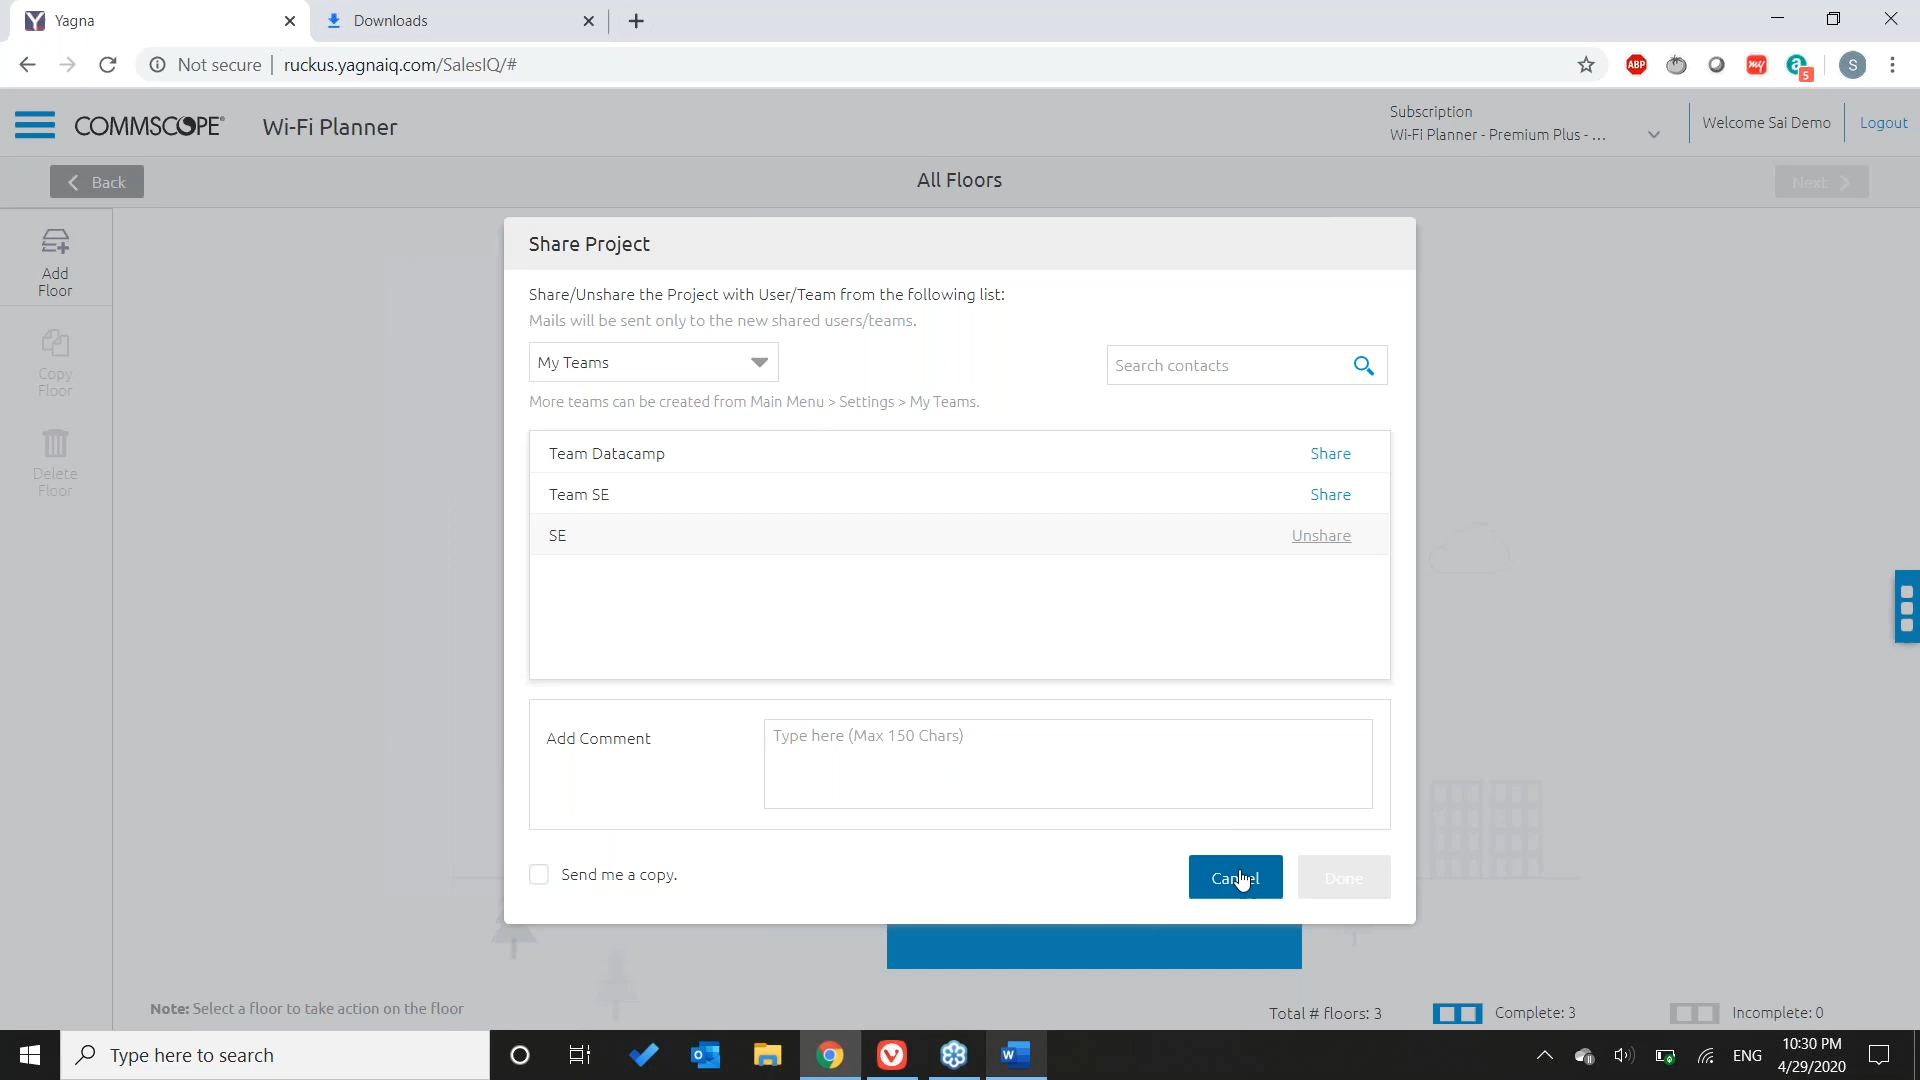 Yagna
Downloads
Not secure
ruckus.yagnaiq.com/SalesIQ/#
ABP
my
a
5
S
COMMSCOPE®
Wi-Fi Planner
Subscription
Wi-Fi Planner - Premium Plus - ...
Welcome Sai Demo
Logout
Back
All Floors
Next
Add
Floor
Copy
Floor
Delete
Floor
Share Project
Share/Unshare the Project with User/Team from the following list:
Mails will be sent only to the new shared users/teams.
My Teams
Search contacts
More teams can be created from Main Menu > Settings > My Teams.
Team Datacamp Share
Team SE Share
SE Unshare
Add Comment
Type here (Max 150 Chars)
Send me a copy.
Cancel
Done
Note: Select a floor to take action on the floor
Total # floors: 3
Complete: 3
Incomplete: 0
Type here to search
ENG
10:30 PM
4/29/2020